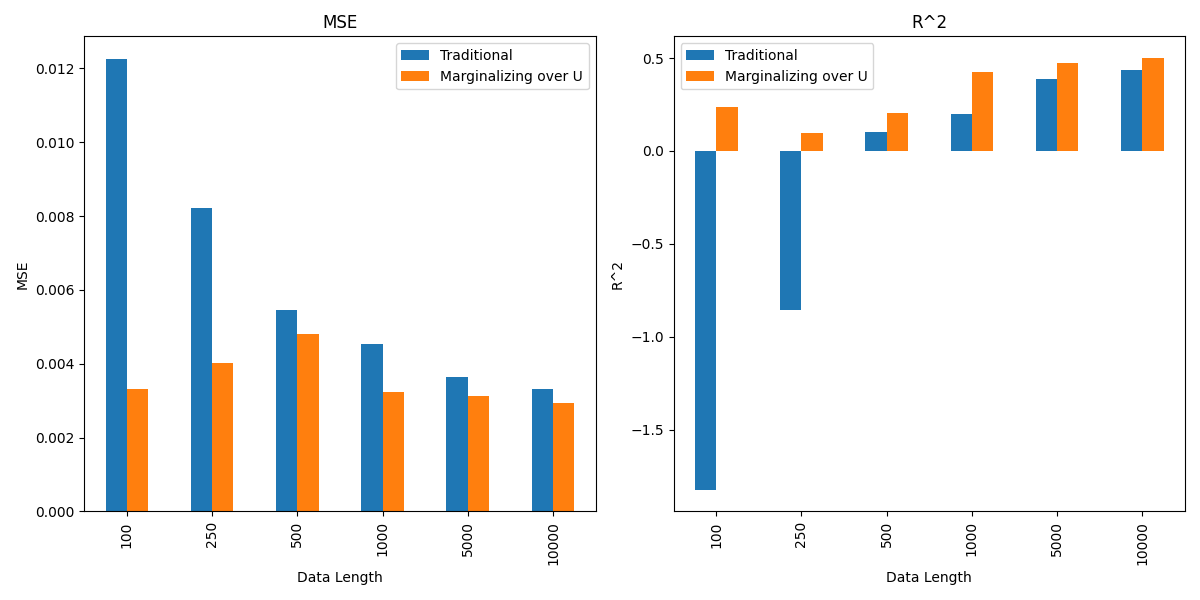 MSE
Traditional
Marginalizing over U
MSE
0.012
0.010
0.008
0.006
0.004
0.002
0.000
100
250
500
1000
5000
10000
Data Length
R^2
Traditional
Marginalizing over U
R^2
0.5
0.0
−0.5
−1.0
−1.5
100
250
500
1000
5000
10000
Data Length